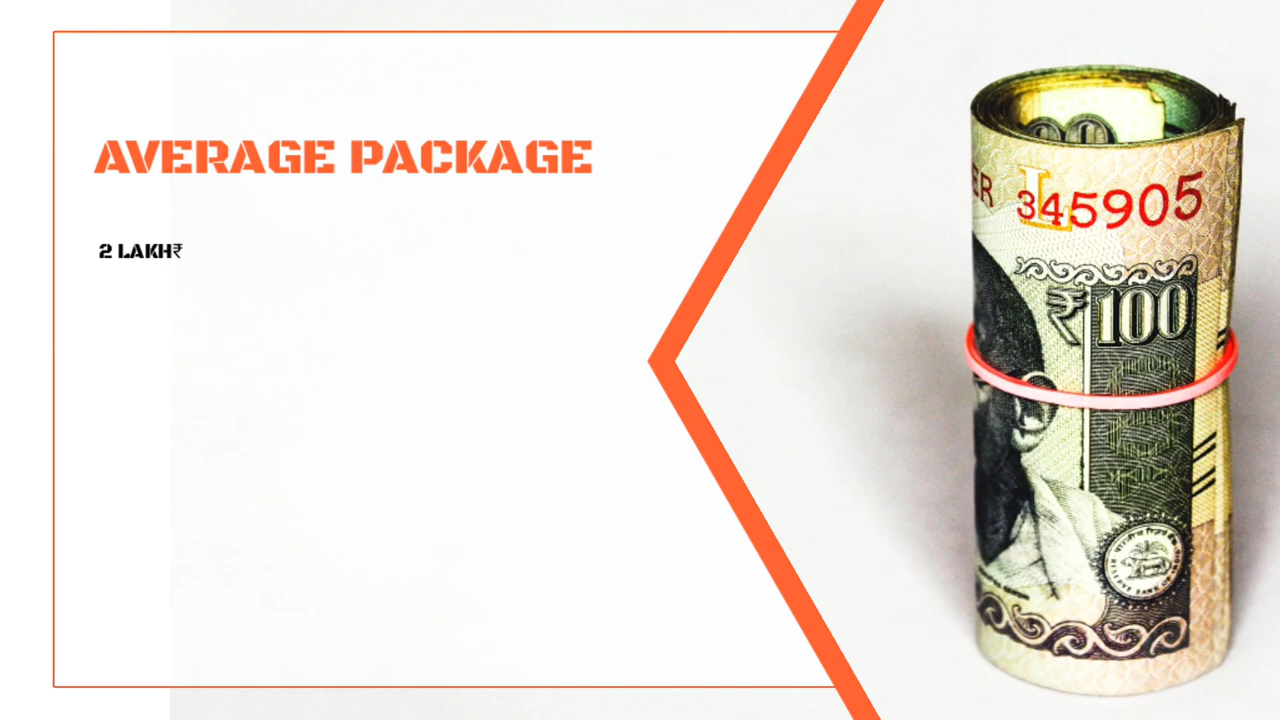 AVERAGE PACKAGE
2 LAKH₹
ER 345905
L
₹100